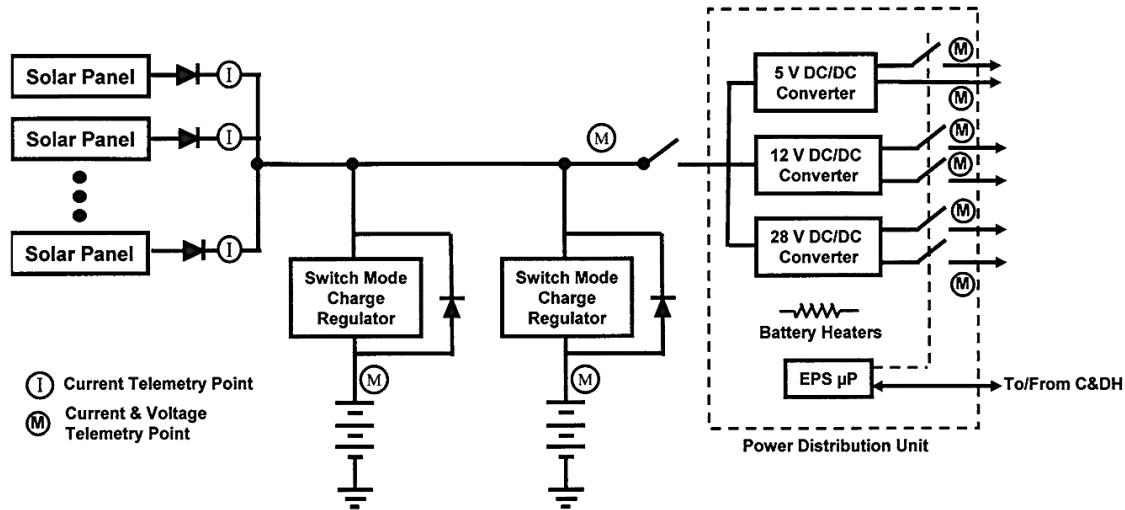 Solar Panel
I
Solar Panel
I
Solar Panel
I
M
5 V DC/DC
Converter
M
M
12 V DC/DC
Converter
M
M
28 V DC/DC
Converter
M
M
Switch Mode
Charge
Regulator
M
Switch Mode
Charge
Regulator
M
Battery Heaters
EPS µP
To/From C&DH
Power Distribution Unit
I Current Telemetry Point
M Current & Voltage
Telemetry Point